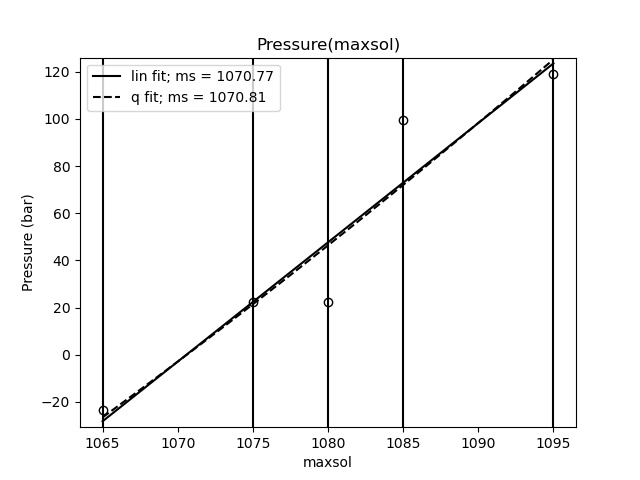 Pressure(maxsol)
lin fit; ms = 1070.77
q fit; ms = 1070.81
Pressure (bar)
120
100
80
60
40
20
0
−20
1065 1070 1075 1080 1085 1090 1095
maxsol